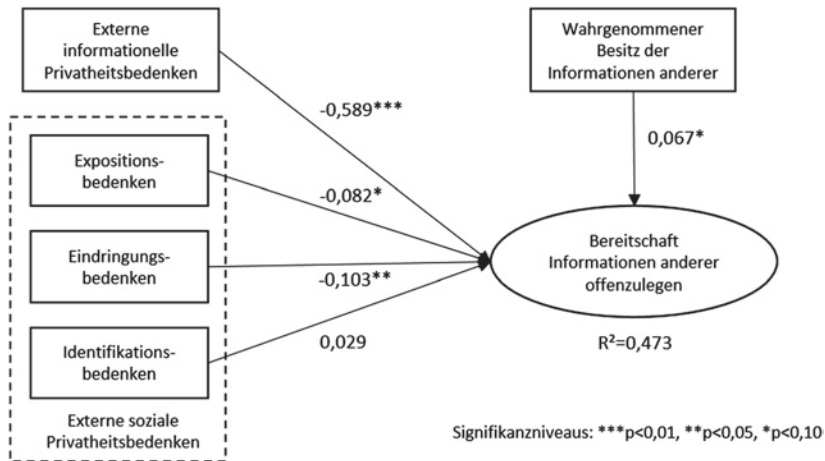 Externe
informationelle
Privatheitsbedenken
Wahrgenommener
Besitz der
Informationen anderer
-0,589***
0,067*
Expositions-
bedenken
-0,082*
Eindringungs-
bedenken
-0,103**
Bereitschaft
Informationen anderer
offenzulegen
Identifikations-
bedenken
0,029
R²=0,473
Externe soziale
Privatheitsbedenken
Signifikanzniveaus: ***p<0,01, **p<0,05, *p<0,10